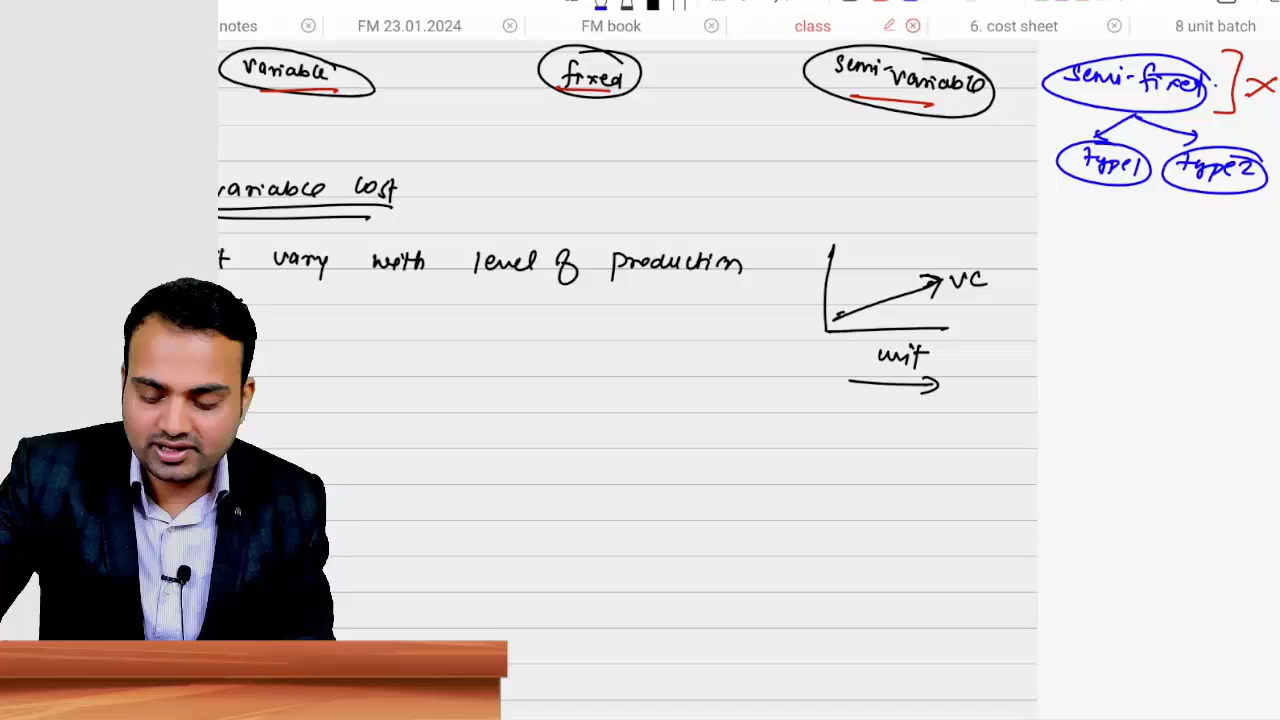 notes FM 23.01.2024 FM book class 6. cost sheet 8 unit batch
variable fixed semi-variable semi-fixed
type1 type2
variable cost
t vary with level of production
VC
unit